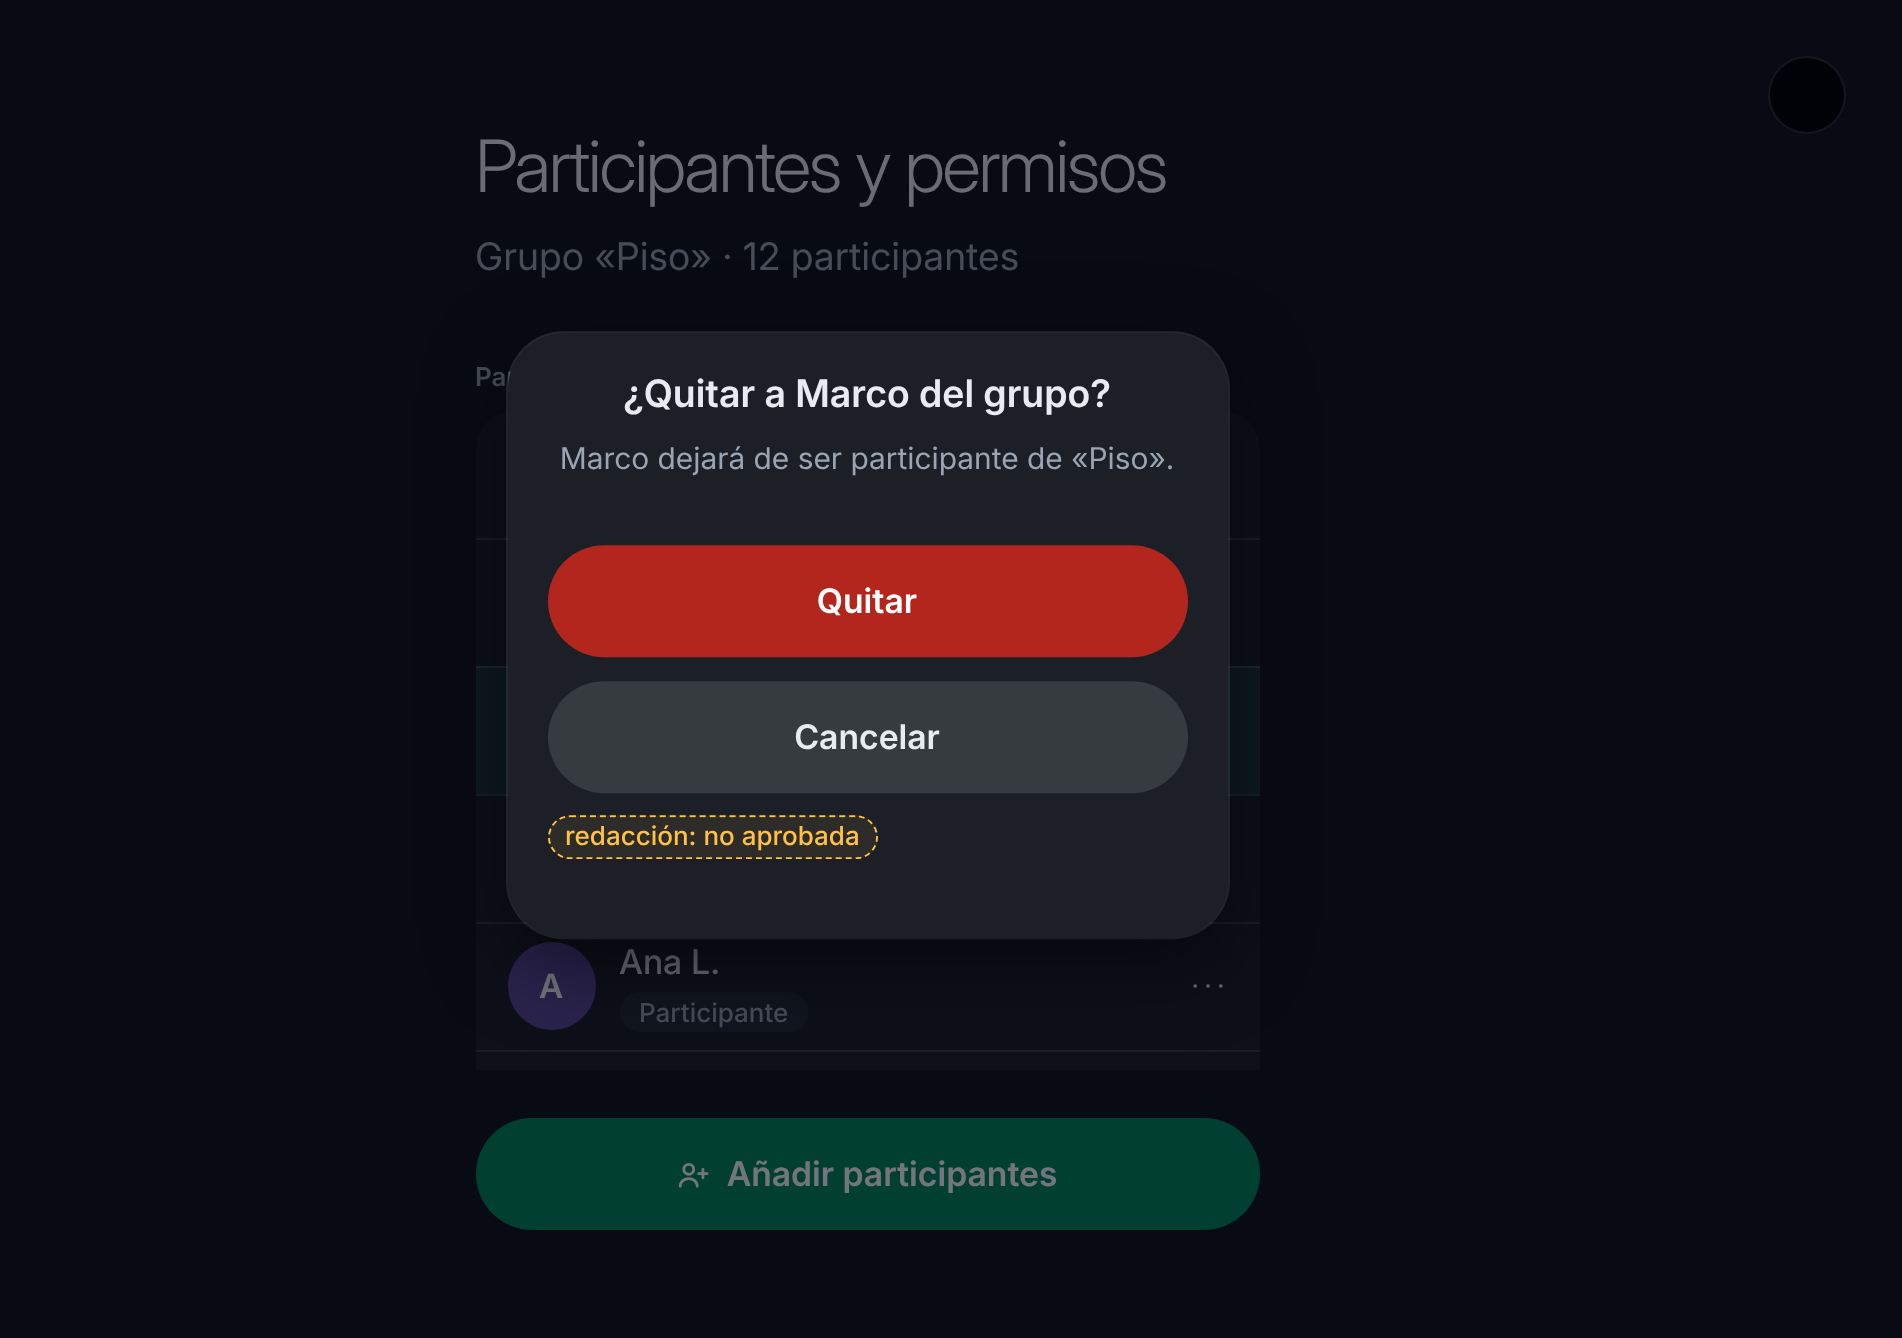 Participantes y permisos
Grupo «Piso» · 12 participantes
¿Quitar a Marco del grupo?
Marco dejará de ser participante de «Piso».
Quitar
Cancelar
redacción: no aprobada
A
Ana L.
Participante
Añadir participantes